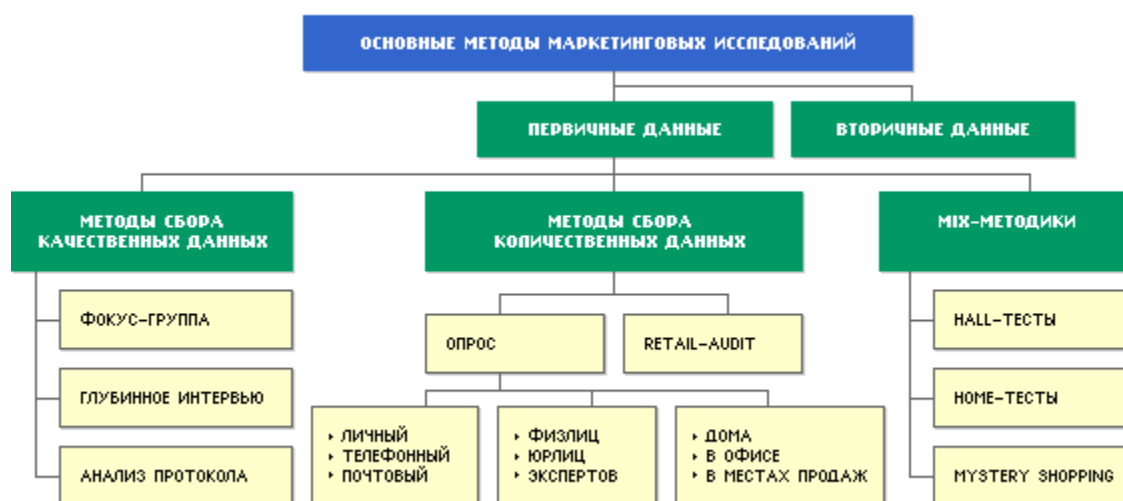 ОСНОВНЫЕ МЕТОДЫ МАРКЕТИНГОВЫХ ИССЛЕДОВАНИЙ
ПЕРВИЧНЫЕ ДАННЫЕ
ВТОРИЧНЫЕ ДАННЫЕ
МЕТОДЫ СБОРА
КАЧЕСТВЕННЫХ ДАННЫХ
МЕТОДЫ СБОРА
КОЛИЧЕСТВЕННЫХ ДАННЫХ
MIX-МЕТОДИКИ
ФОКУС-ГРУППА
ГЛУБИННОЕ ИНТЕРВЬЮ
АНАЛИЗ ПРОТОКОЛА
ОПРОС
RETAIL-AUDIT
ЛИЧНЫЙ
ТЕЛЕФОННЫЙ
ПОЧТОВЫЙ
ФИЗЛИЦ
ЮРЛИЦ
ЭКСПЕРТОВ
ДОМА
В ОФИСЕ
В МЕСТАХ ПРОДАЖ
HALL-ТЕСТЫ
HOME-ТЕСТЫ
MYSTERY SHOPPING